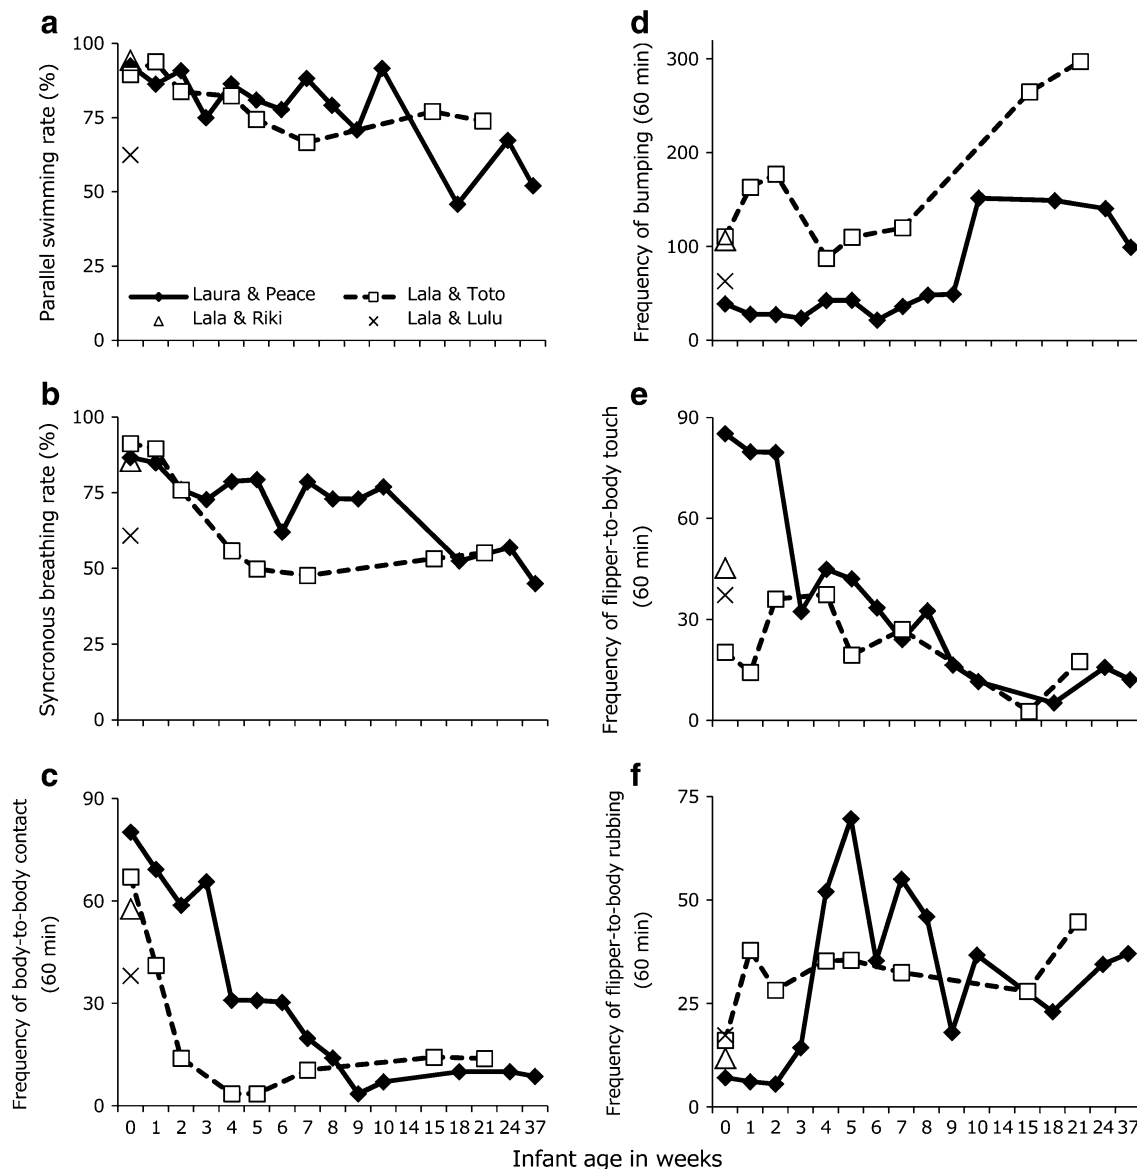 a
Parallel swimming rate (%)
100
75
50
25
0
Laura & Peace
Lala & Toto
Lala & Riki
Lala & Lulu
b
Syncronous breathing rate (%)
100
75
50
25
0
c
Frequency of body-to-body contact
(60 min)
90
60
30
0
0 1 2 3 4 5 6 7 8 9 10 14 15 18 21 24 37
d
Frequency of bumping (60 min)
300
200
100
0
e
Frequency of flipper-to-body touch
(60 min)
90
60
30
0
f
Frequency of flipper-to-body rubbing
(60 min)
75
50
25
0
0 1 2 3 4 5 6 7 8 9 10 14 15 18 21 24 37
Infant age in weeks